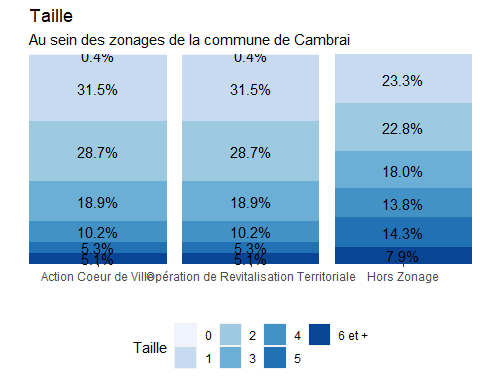 Taille
Au sein des zonages de la commune de Cambrai
0.4% 0.4%
31.5% 31.5% 23.3%
28.7% 28.7% 22.8%
18.9% 18.9% 18.0%
10.2% 10.2% 13.8%
5.3% 5.3% 14.3%
5.1% 5.1% 7.9%
Action Coeur de Ville Opération de Revitalisation Territoriale Hors Zonage
Taille
0 2 4 6 et +
1 3 5